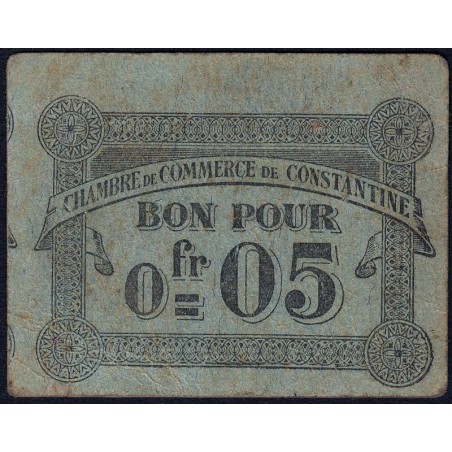 CHAMBRE DE COMMERCE DE CONSTANTINE
BON POUR
0 fr 05